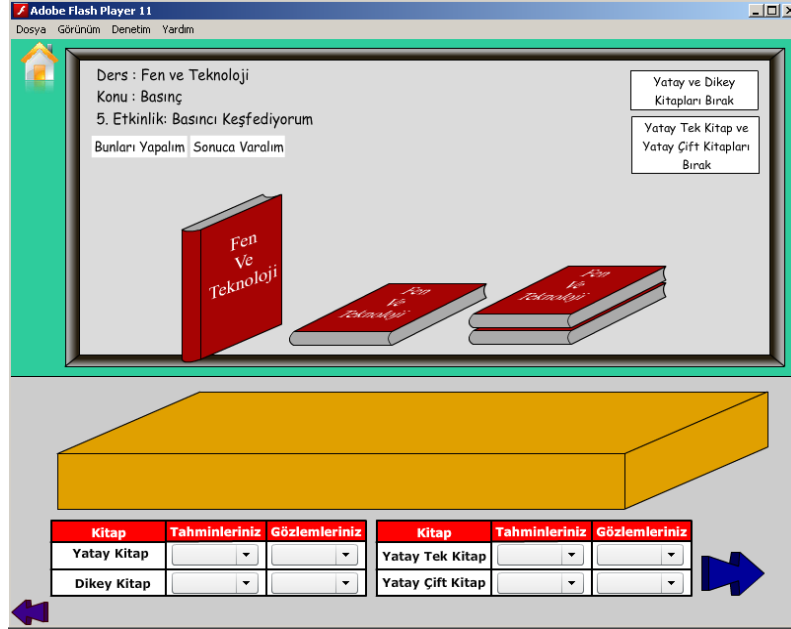 Adobe Flash Player 11
Dosya Görünüm Denetim Yardım
Ders : Fen ve Teknoloji
Konu : Basınç
5. Etkinlik: Basıncı Keşfediyorum
Bunları Yapalım Sonuca Varalım
Yatay ve Dikey
Kitapları Bırak
Yatay Tek Kitap ve
Yatay Çift Kitapları
Bırak
Fen
Ve
Teknoloji
Fen
Ve
Teknoloji
Fen
Ve
Teknoloji
Kitap Tahminleriniz Gözlemleriniz
Yatay Kitap
Dikey Kitap
Kitap Tahminleriniz Gözlemleriniz
Yatay Tek Kitap
Yatay Çift Kitap